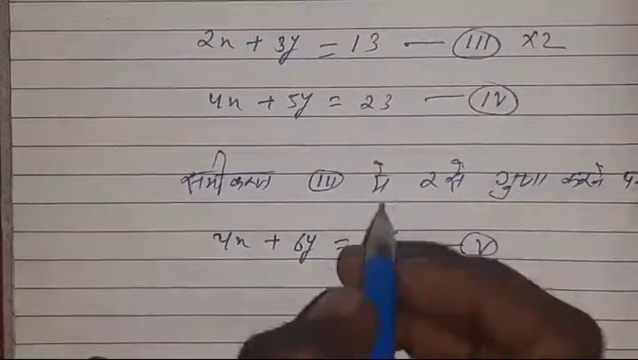 2x + 3y = 13 — (III) ×2
4x + 5y = 23 — (IV)
समीकरण (III) में 2 से गुणा करने प
4x + 6y = — (V)